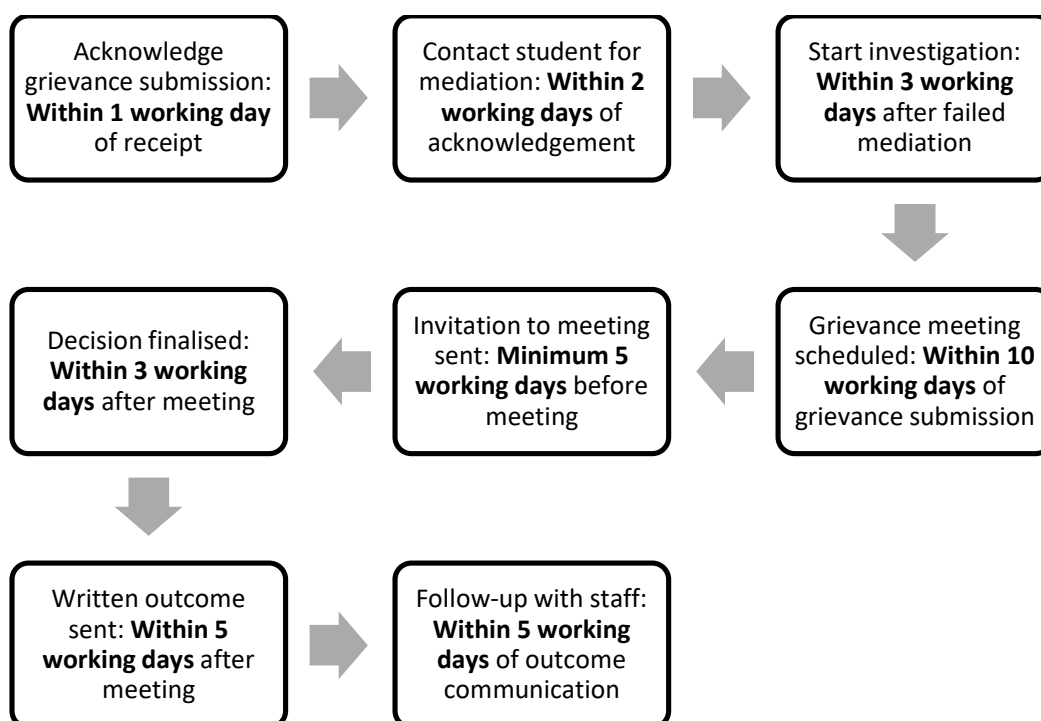 Acknowledge
grievance submission:
Within 1 working day
of receipt
Contact student for
mediation: Within 2
working days of
acknowledgement
Start investigation:
Within 3 working
days after failed
mediation
Grievance meeting
scheduled: Within 10
working days of
grievance submission
Invitation to meeting
sent: Minimum 5
working days before
meeting
Decision finalised:
Within 3 working
days after meeting
Written outcome
sent: Within 5
working days after
meeting
Follow-up with staff:
Within 5 working
days of outcome
communication